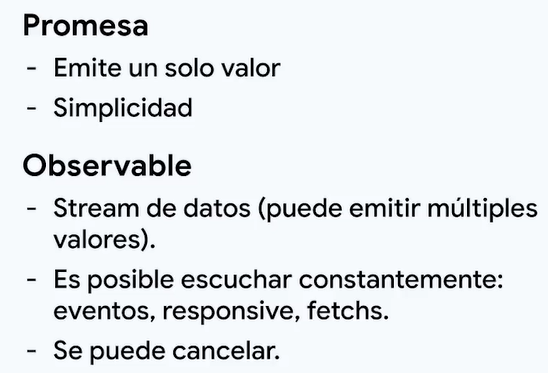 Promesa
- Emite un solo valor
- Simplicidad
Observable
- Stream de datos (puede emitir múltiples
valores).
- Es posible escuchar constantemente:
eventos, responsive, fetchs.
- Se puede cancelar.